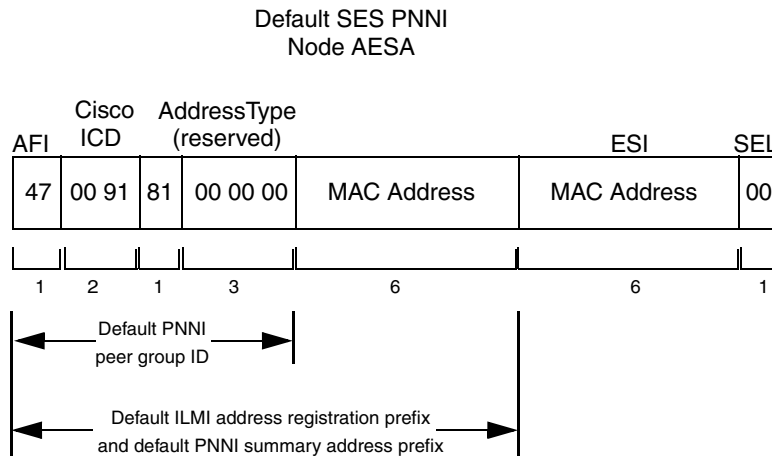 Default SES PNNI
Node AESA
Cisco AddressType
AFI ICD (reserved) ESI SEL
47 00 91 81 00 00 00 MAC Address MAC Address 00
1 2 1 3 6 6 1
Default PNNI
peer group ID
Default ILMI address registration prefix
and default PNNI summary address prefix